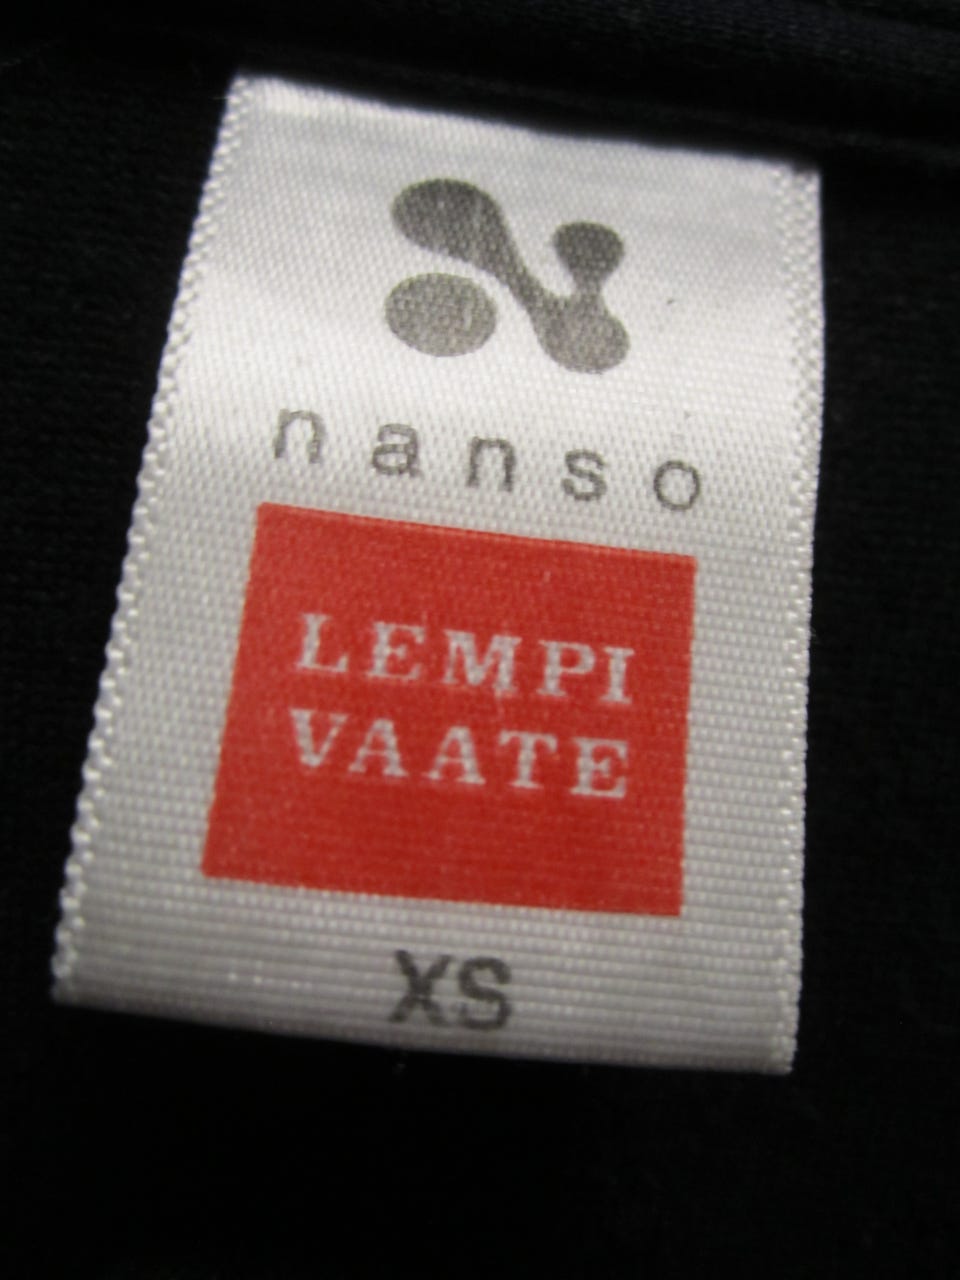 nanso
LEMPI
VAATE
XS